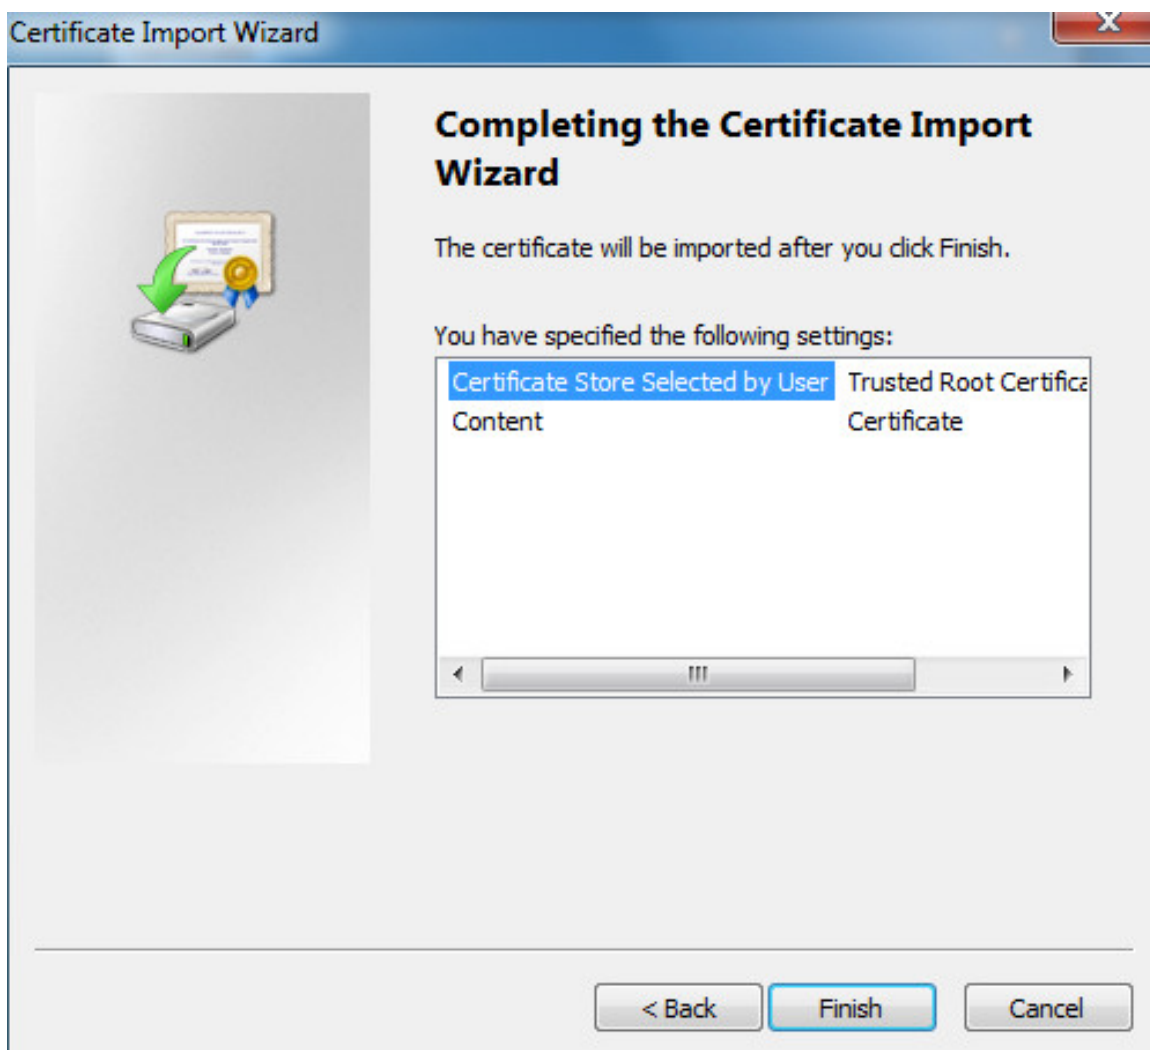 Certificate Import Wizard
Completing the Certificate Import
Wizard
The certificate will be imported after you click Finish.
You have specified the following settings:
Certificate Store Selected by User Trusted Root Certifica
Content Certificate
< Back Finish Cancel